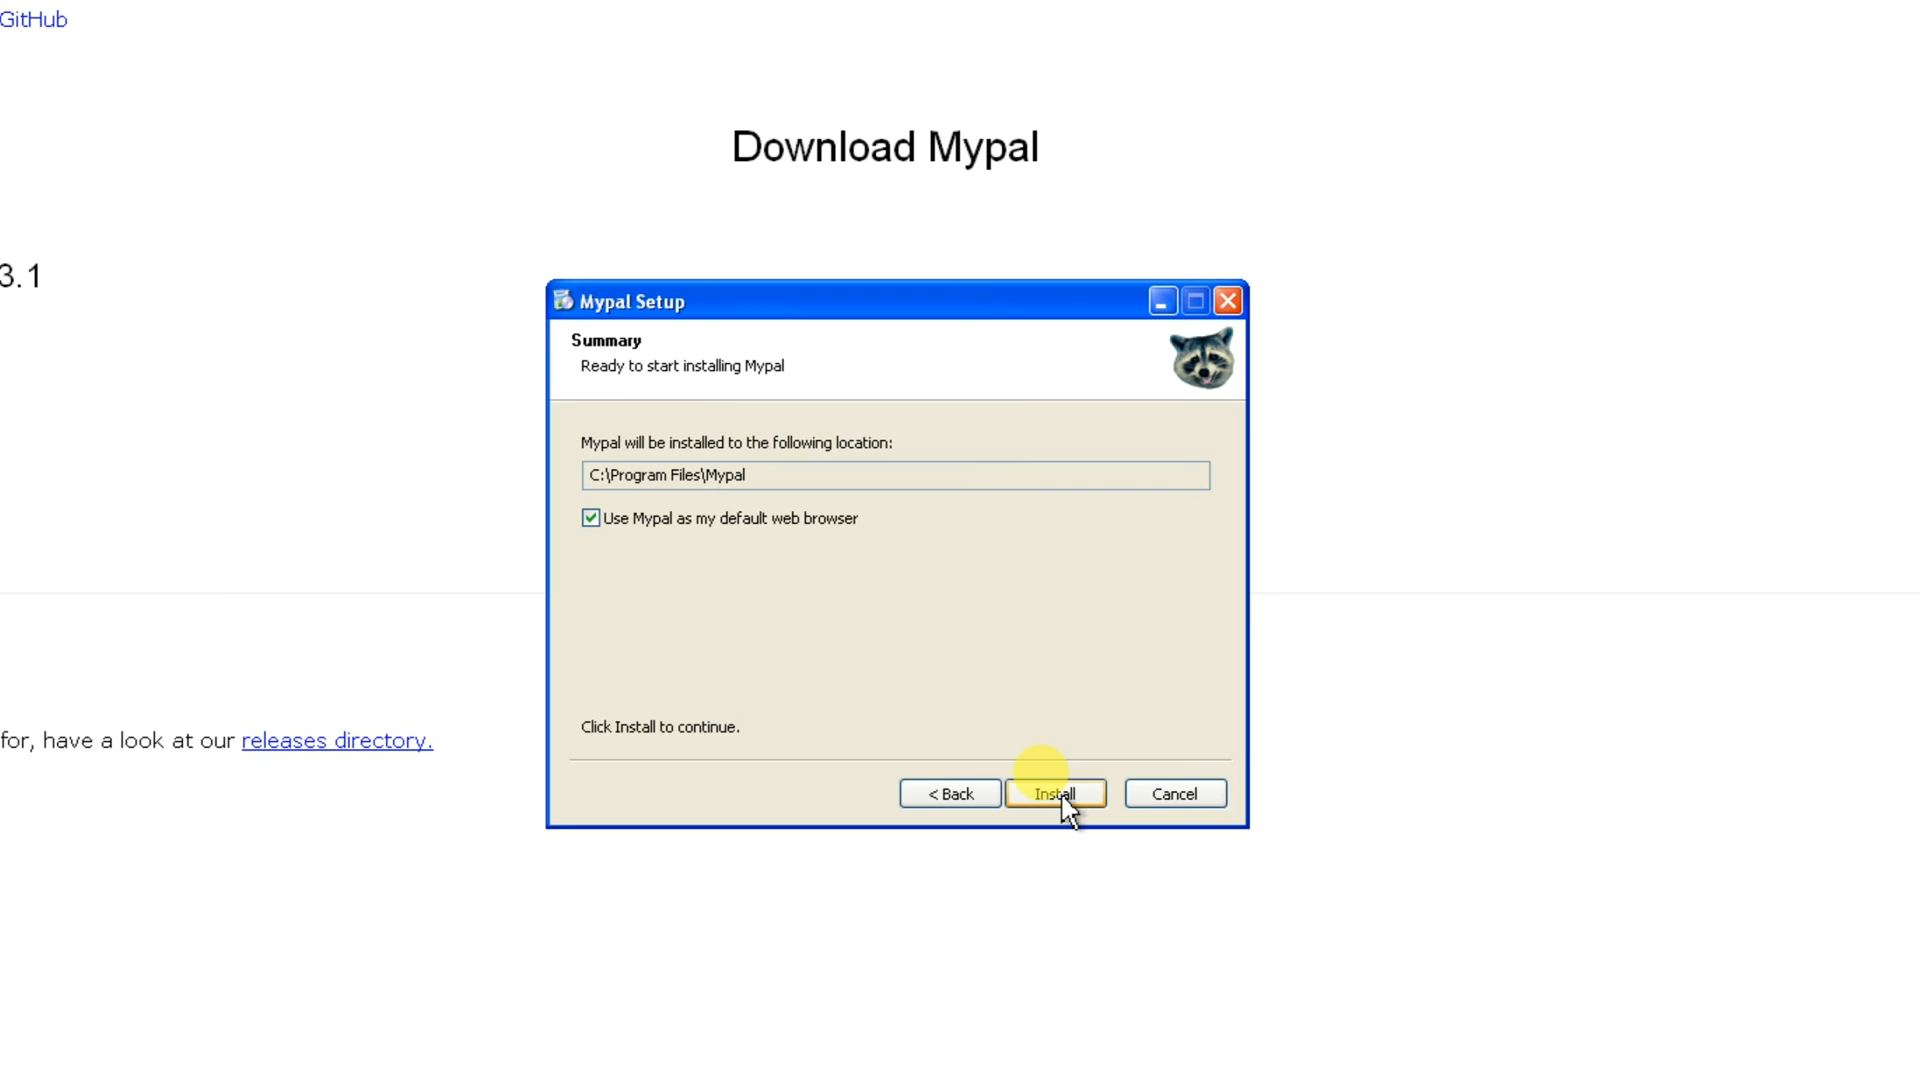 GitHub
Download Mypal
3.1
Mypal Setup
Summary
Ready to start installing Mypal
Mypal will be installed to the following location:
C:\Program Files\Mypal
Use Mypal as my default web browser
Click Install to continue.
for, have a look at our releases directory.
< Back
Install
Cancel